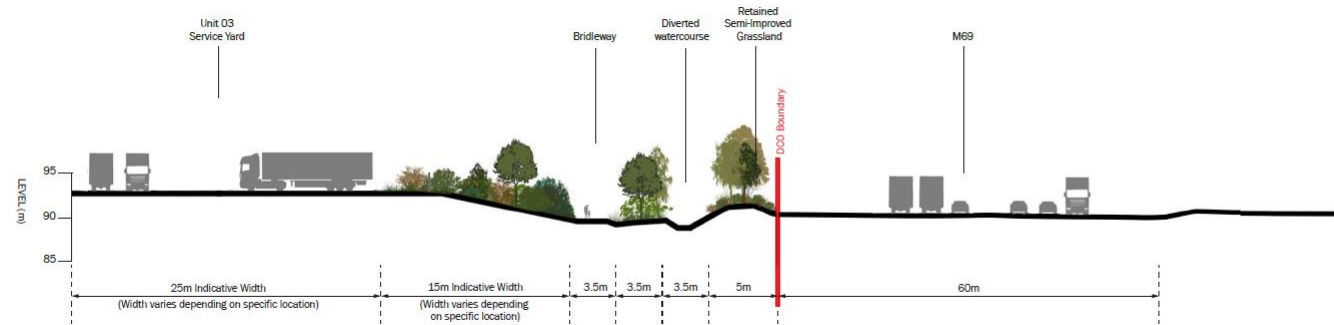 Unit 03
Service Yard
Bridleway
Diverted
watercourse
Retained
Semi-Improved
Grassland
DCO Boundary
M69
LEVEL (m)
95
90
85
25m Indicative Width
(Width varies depending on specific location)
15m Indicative Width
(Width varies depending
on specific location)
3.5m
3.5m
3.5m
5m
60m